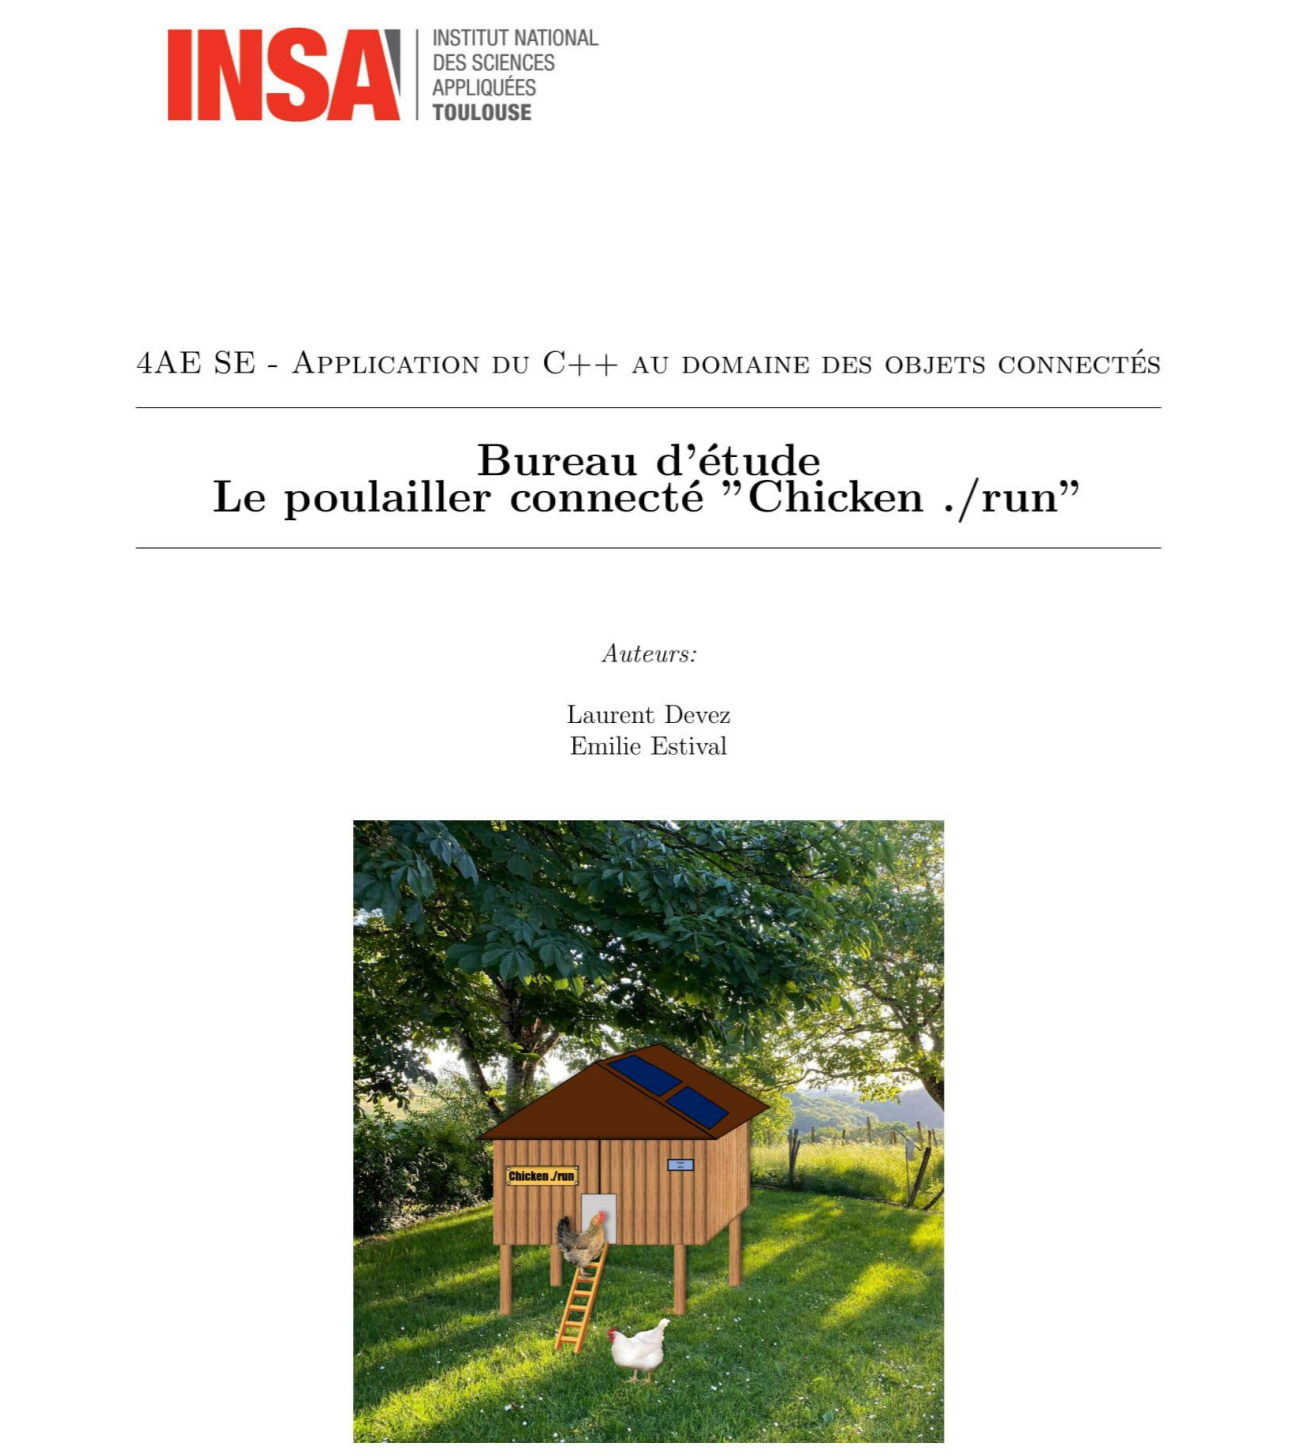 INSA
INSTITUT NATIONAL
DES SCIENCES
APPLIQUÉES
TOULOUSE
4AE SE - Application du C++ au domaine des objets connectés
Bureau d'étude
Le poulailler connecté "Chicken ./run"
Auteurs:
Laurent Devez
Emilie Estival
Chicken ./run